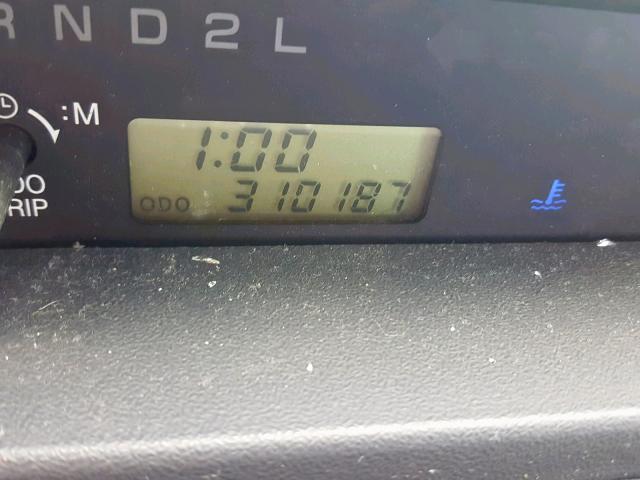 R N D 2 L
:M
1:00
DO
RIP
ODO 310187